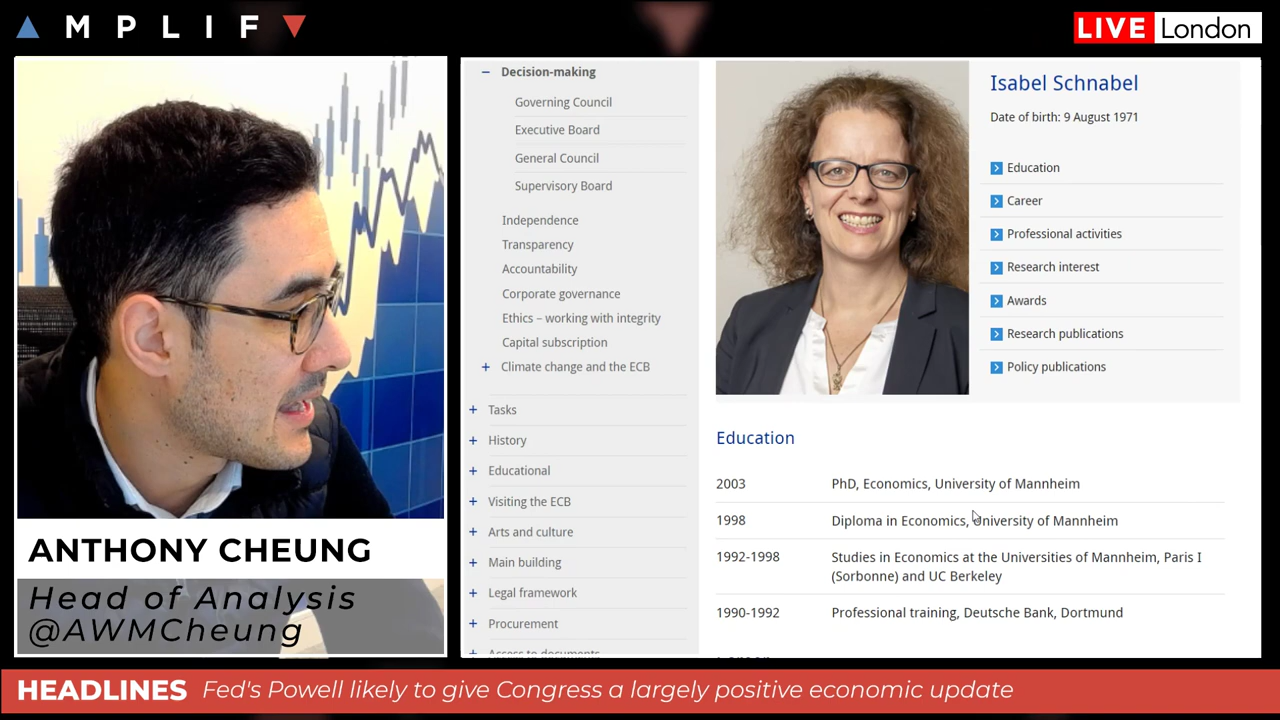 AMPLIFY
LIVE London
Decision-making
Governing Council
Executive Board
General Council
Supervisory Board
Independence
Transparency
Accountability
Corporate governance
Ethics – working with integrity
Capital subscription
Climate change and the ECB
Tasks
History
Educational
Visiting the ECB
Arts and culture
Main building
Legal framework
Procurement
Access to documents
Isabel Schnabel
Date of birth: 9 August 1971
Education
Career
Professional activities
Research interest
Awards
Research publications
Policy publications
Education
2003 PhD, Economics, University of Mannheim
1998 Diploma in Economics, University of Mannheim
1992-1998 Studies in Economics at the Universities of Mannheim, Paris I
(Sorbonne) and UC Berkeley
1990-1992 Professional training, Deutsche Bank, Dortmund
ANTHONY CHEUNG
Head of Analysis
@AWMCheung
HEADLINES Fed's Powell likely to give Congress a largely positive economic update